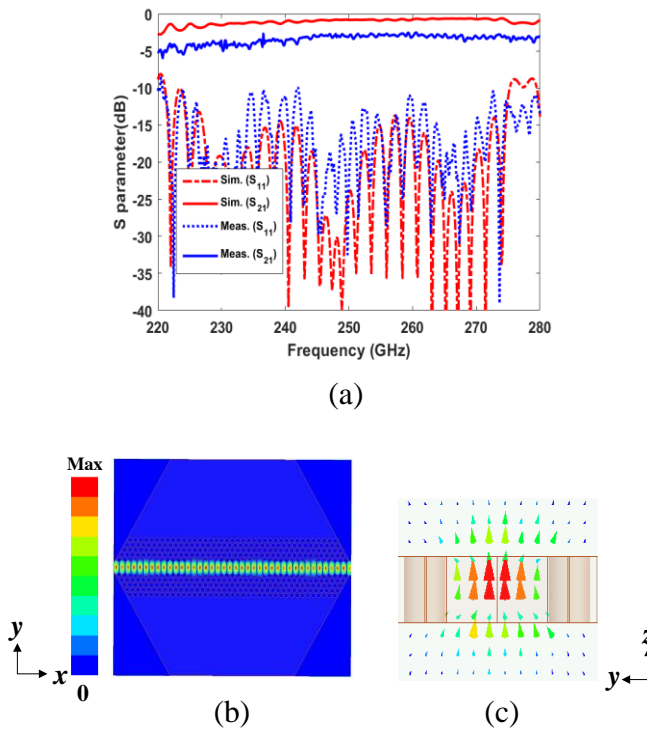 0
-5
-10
-15
-20
-25
-30
-35
-40
S parameter(dB)
Sim. (S11)
Sim. (S21)
Meas. (S11)
Meas. (S21)
220 230 240 250 260 270 280
Frequency (GHz)
(a)
Max
0
y
x
(b)
z
y
(c)